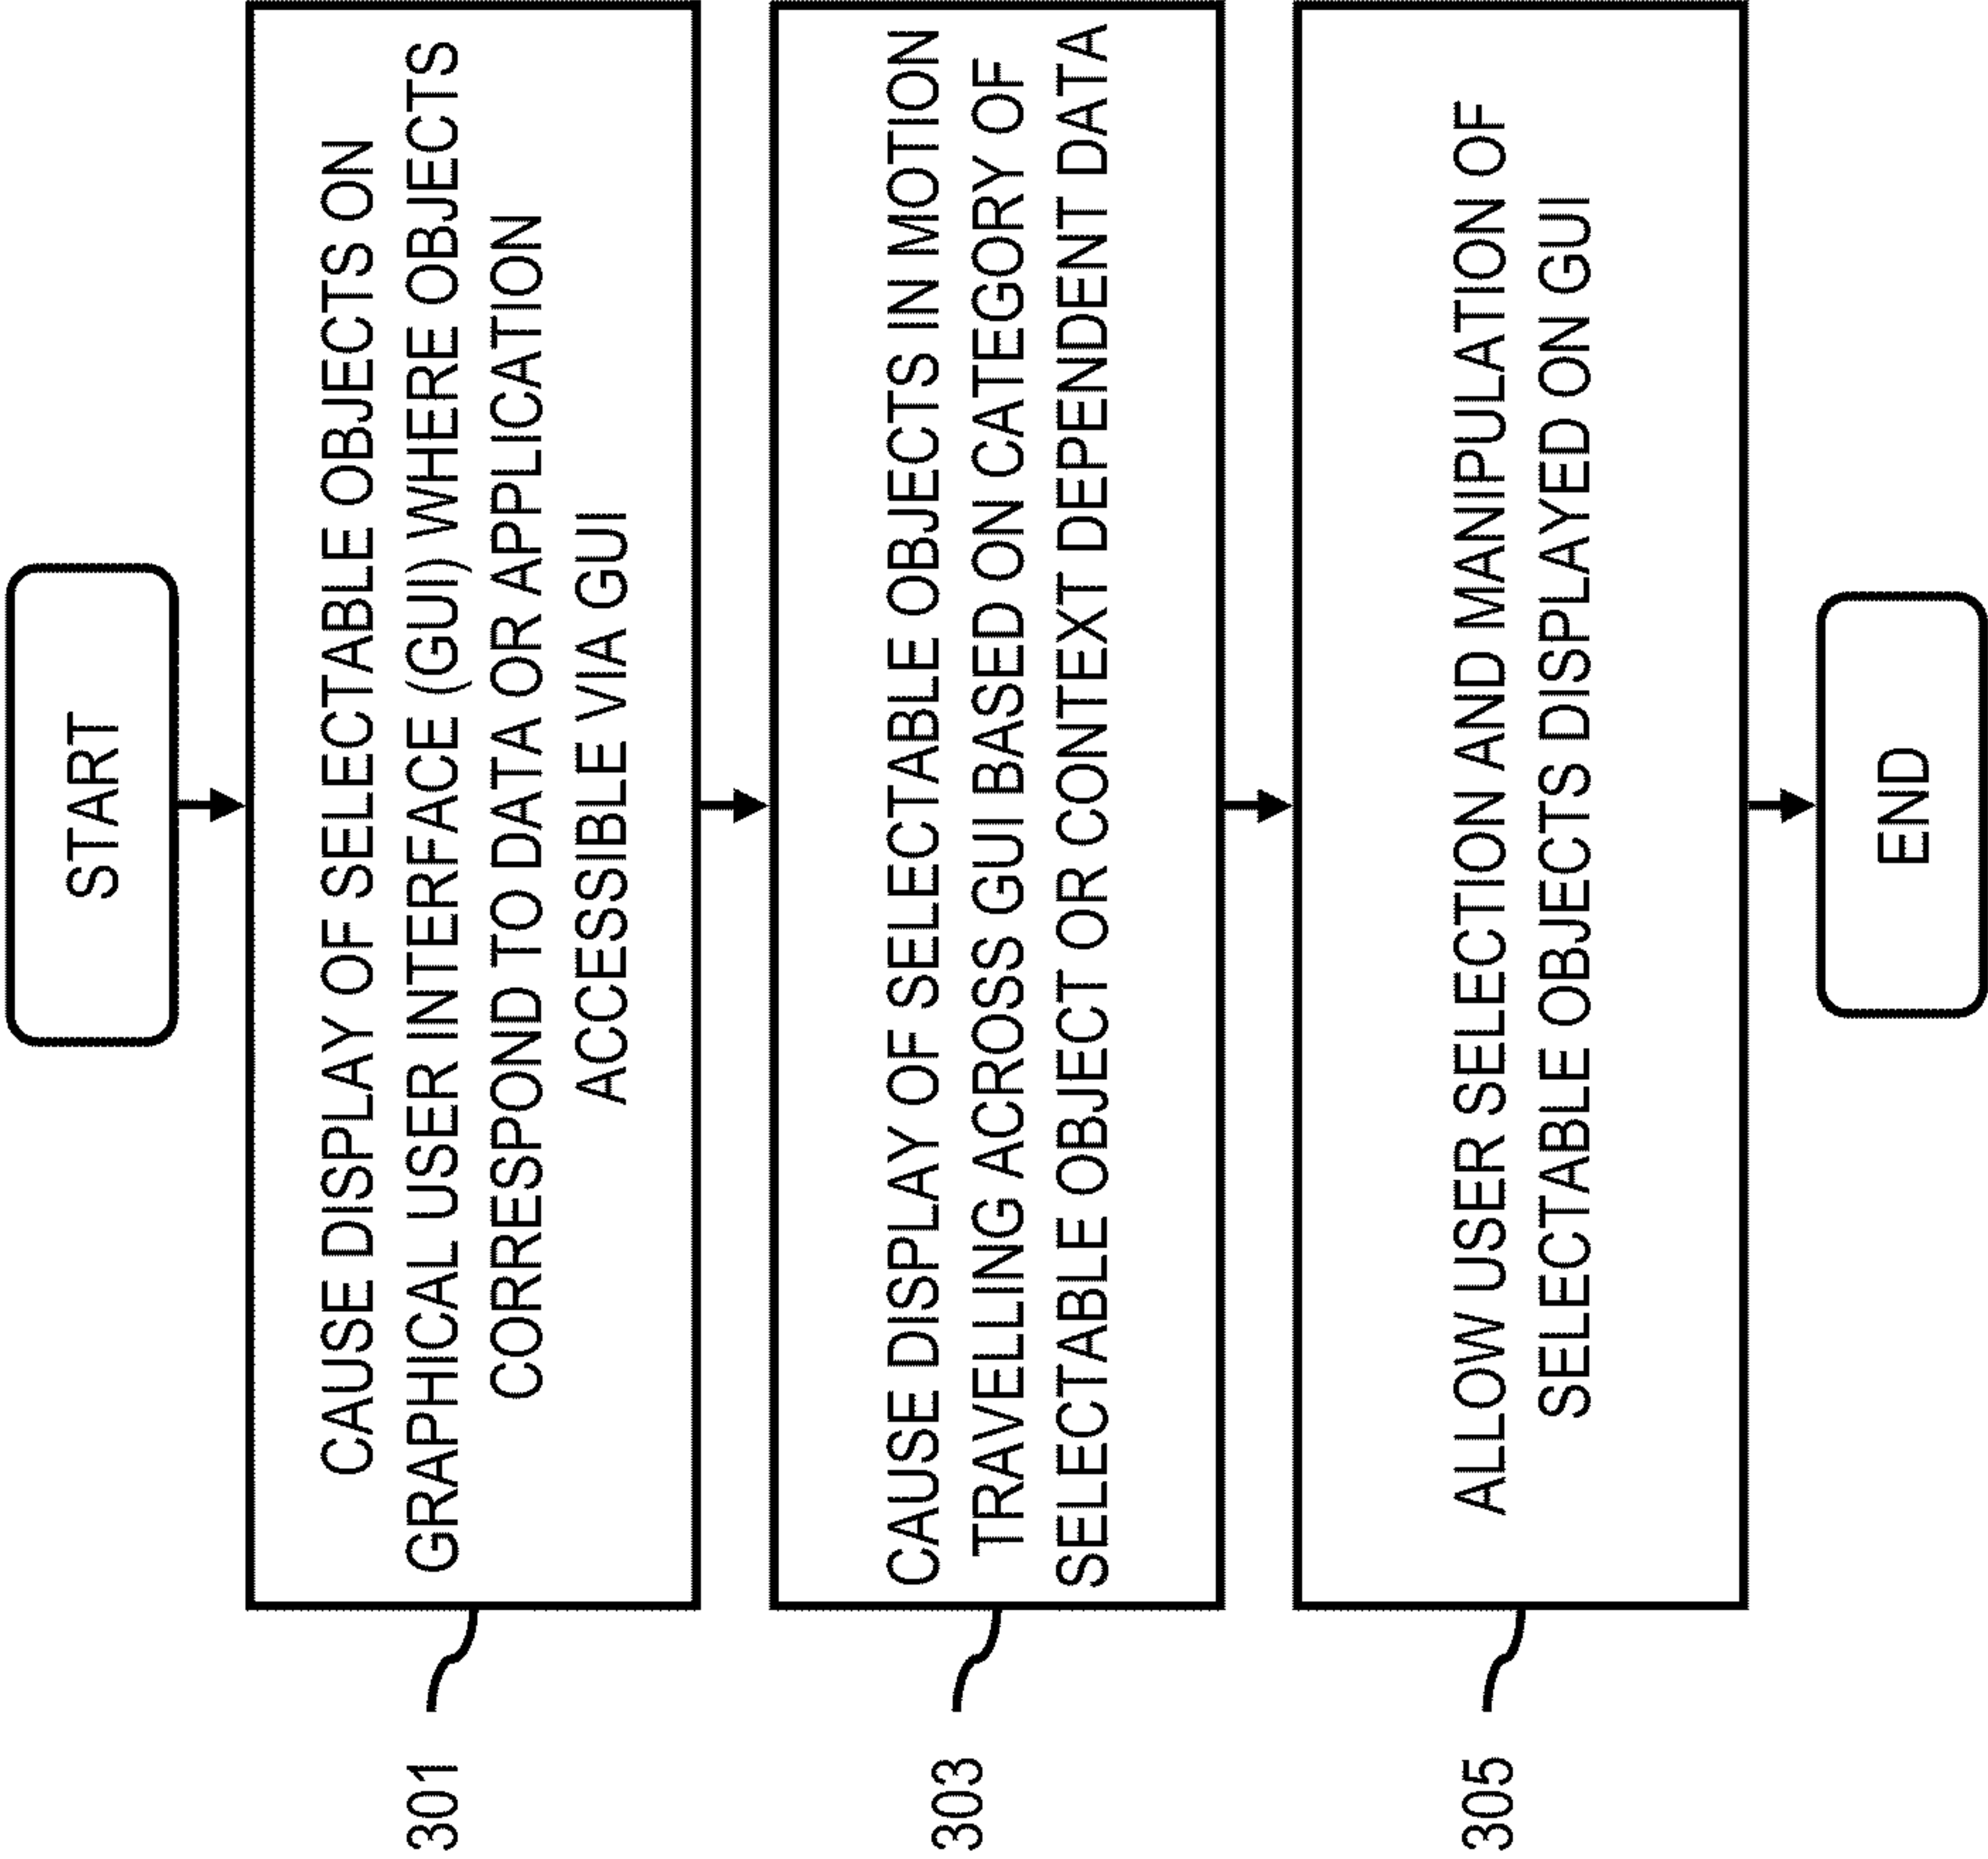 START
301
CAUSE DISPLAY OF SELECTABLE OBJECTS ON
GRAPHICAL USER INTERFACE (GUI) WHERE OBJECTS
CORRESPOND TO DATA OR APPLICATION
ACCESSIBLE VIA GUI
303
CAUSE DISPLAY OF SELECTABLE OBJECTS IN MOTION
TRAVELLING ACROSS GUI BASED ON CATEGORY OF
SELECTABLE OBJECT OR CONTEXT DEPENDENT DATA
305
ALLOW USER SELECTION AND MANIPULATION OF
SELECTABLE OBJECTS DISPLAYED ON GUI
END